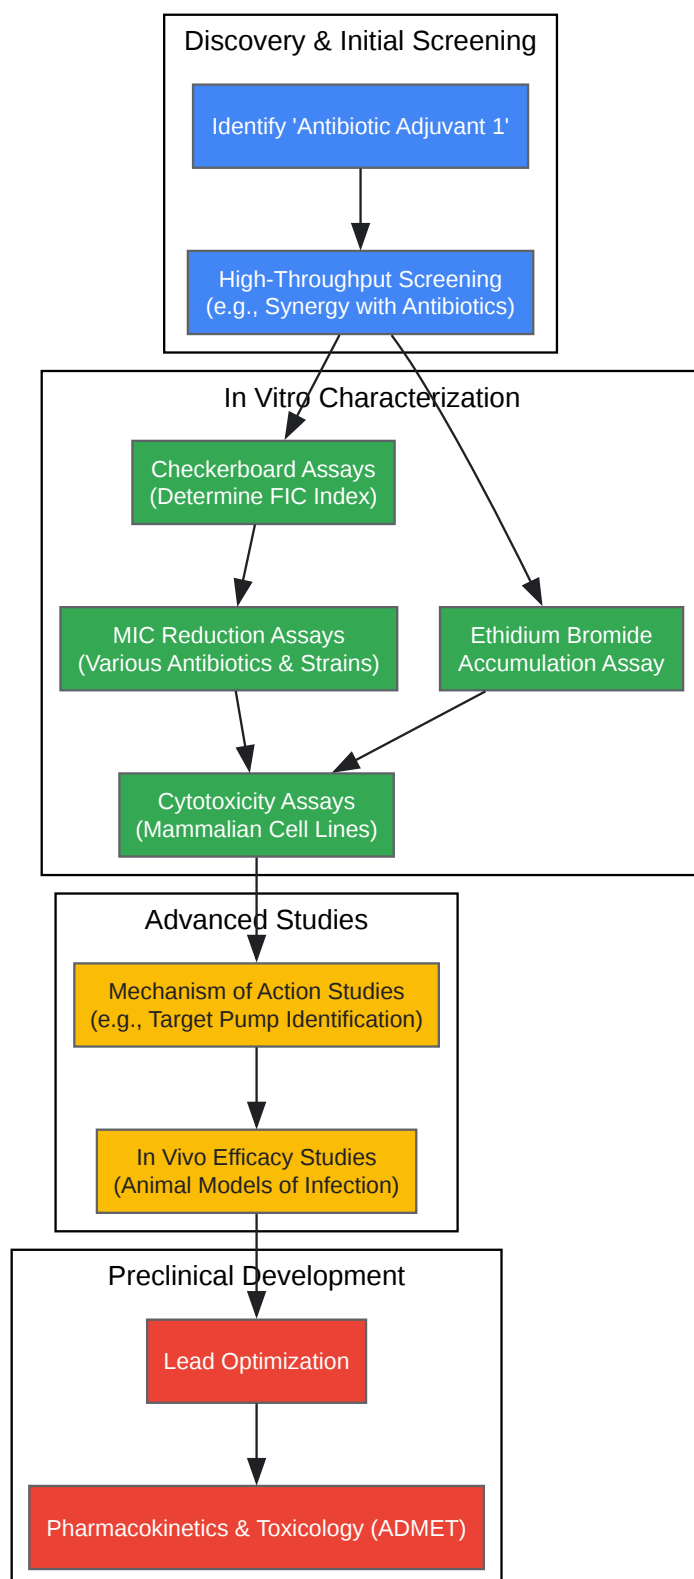 Discovery & Initial Screening
Identify 'Antibiotic Adjuvant 1'
High-Throughput Screening
(e.g., Synergy with Antibiotics)
In Vitro Characterization
Checkerboard Assays
(Determine FIC Index)
MIC Reduction Assays
(Various Antibiotics & Strains)
Ethidium Bromide
Accumulation Assay
Cytotoxicity Assays
(Mammalian Cell Lines)
Advanced Studies
Mechanism of Action Studies
(e.g., Target Pump Identification)
In Vivo Efficacy Studies
(Animal Models of Infection)
Preclinical Development
Lead Optimization
Pharmacokinetics & Toxicology (ADMET)